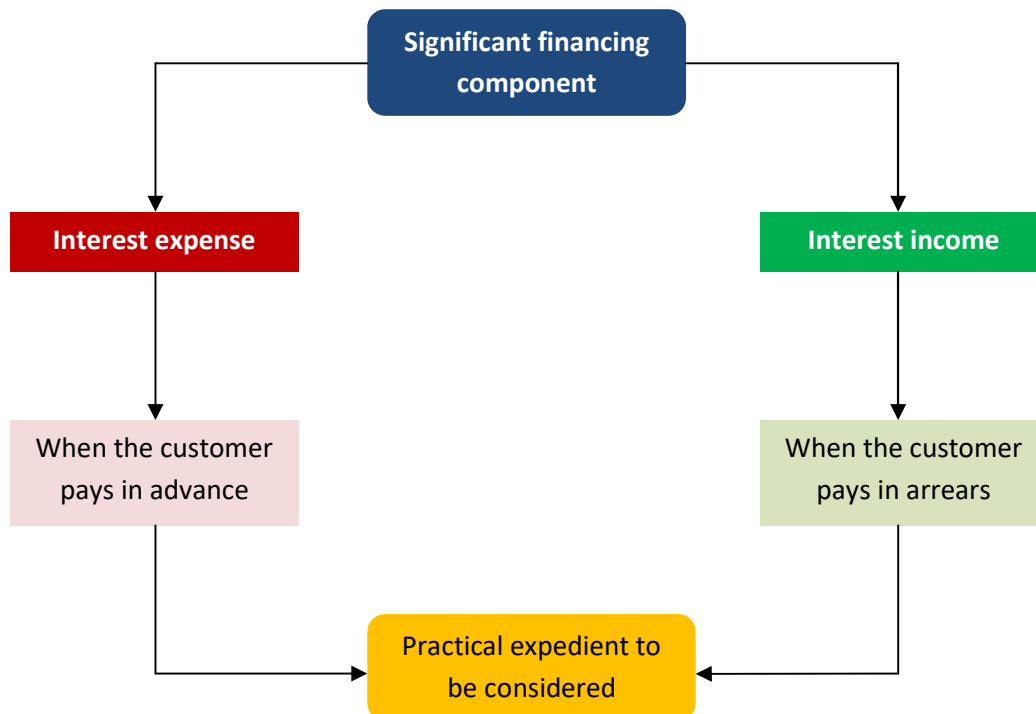 Significant financing
component
Interest expense
Interest income
When the customer
pays in advance
When the customer
pays in arrears
Practical expedient to
be considered